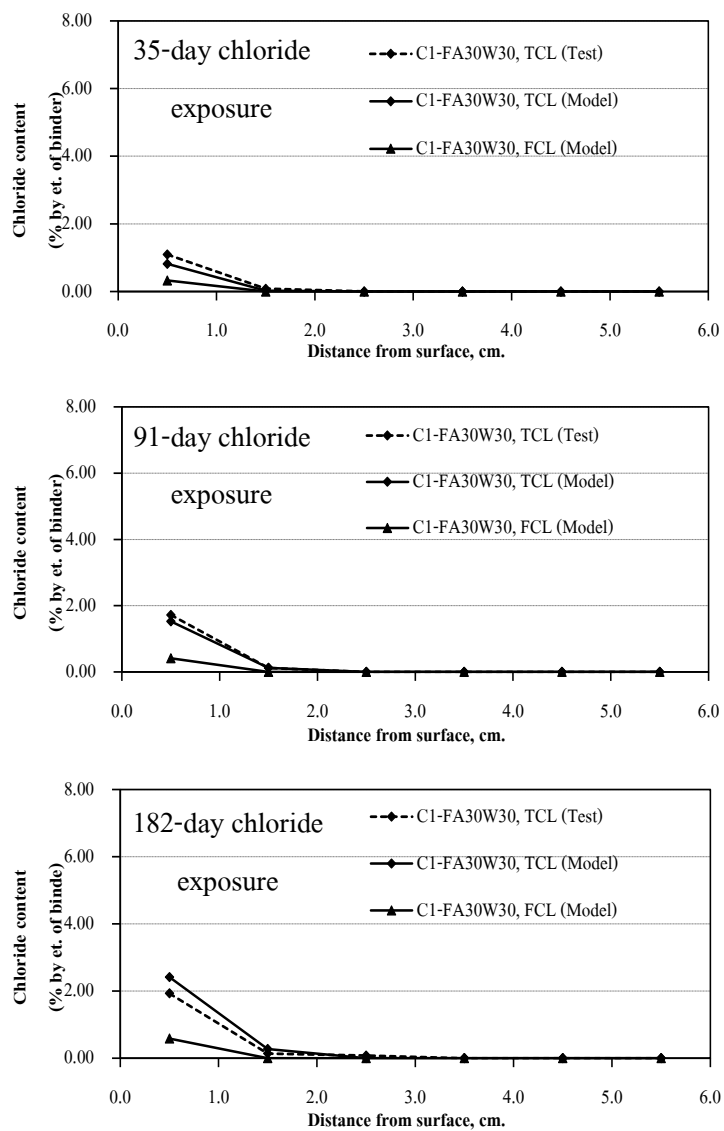 8.00
35-day chloride
exposure
C1-FA30W30, TCL (Test)
C1-FA30W30, TCL (Model)
C1-FA30W30, FCL (Model)
6.00
4.00
2.00
0.00
Chloride content
(% by et. of binder)
0.0 1.0 2.0 3.0 4.0 5.0 6.0
Distance from surface, cm.
8.00
91-day chloride
exposure
C1-FA30W30, TCL (Test)
C1-FA30W30, TCL (Model)
C1-FA30W30, FCL (Model)
6.00
4.00
2.00
0.00
Chloride content
(% by et. of binder)
0.0 1.0 2.0 3.0 4.0 5.0 6.0
Distance from surface, cm.
8.00
182-day chloride
exposure
C1-FA30W30, TCL (Test)
C1-FA30W30, TCL (Model)
C1-FA30W30, FCL (Model)
6.00
4.00
2.00
0.00
Chloride content
(% by et. of binde)
0.0 1.0 2.0 3.0 4.0 5.0 6.0
Distance from surface, cm.